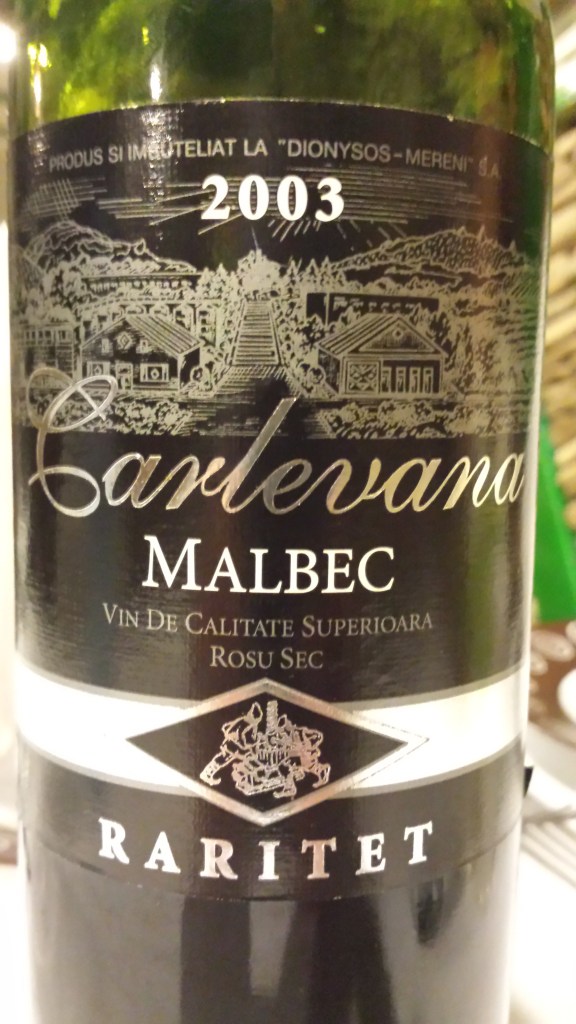 PRODUS SI IMBUTELIAT LA "DIONYSOS-MERENI" S.A.
2003
Carlevana
MALBEC
VIN DE CALITATE SUPERIOARA
ROSU SEC
RARITET